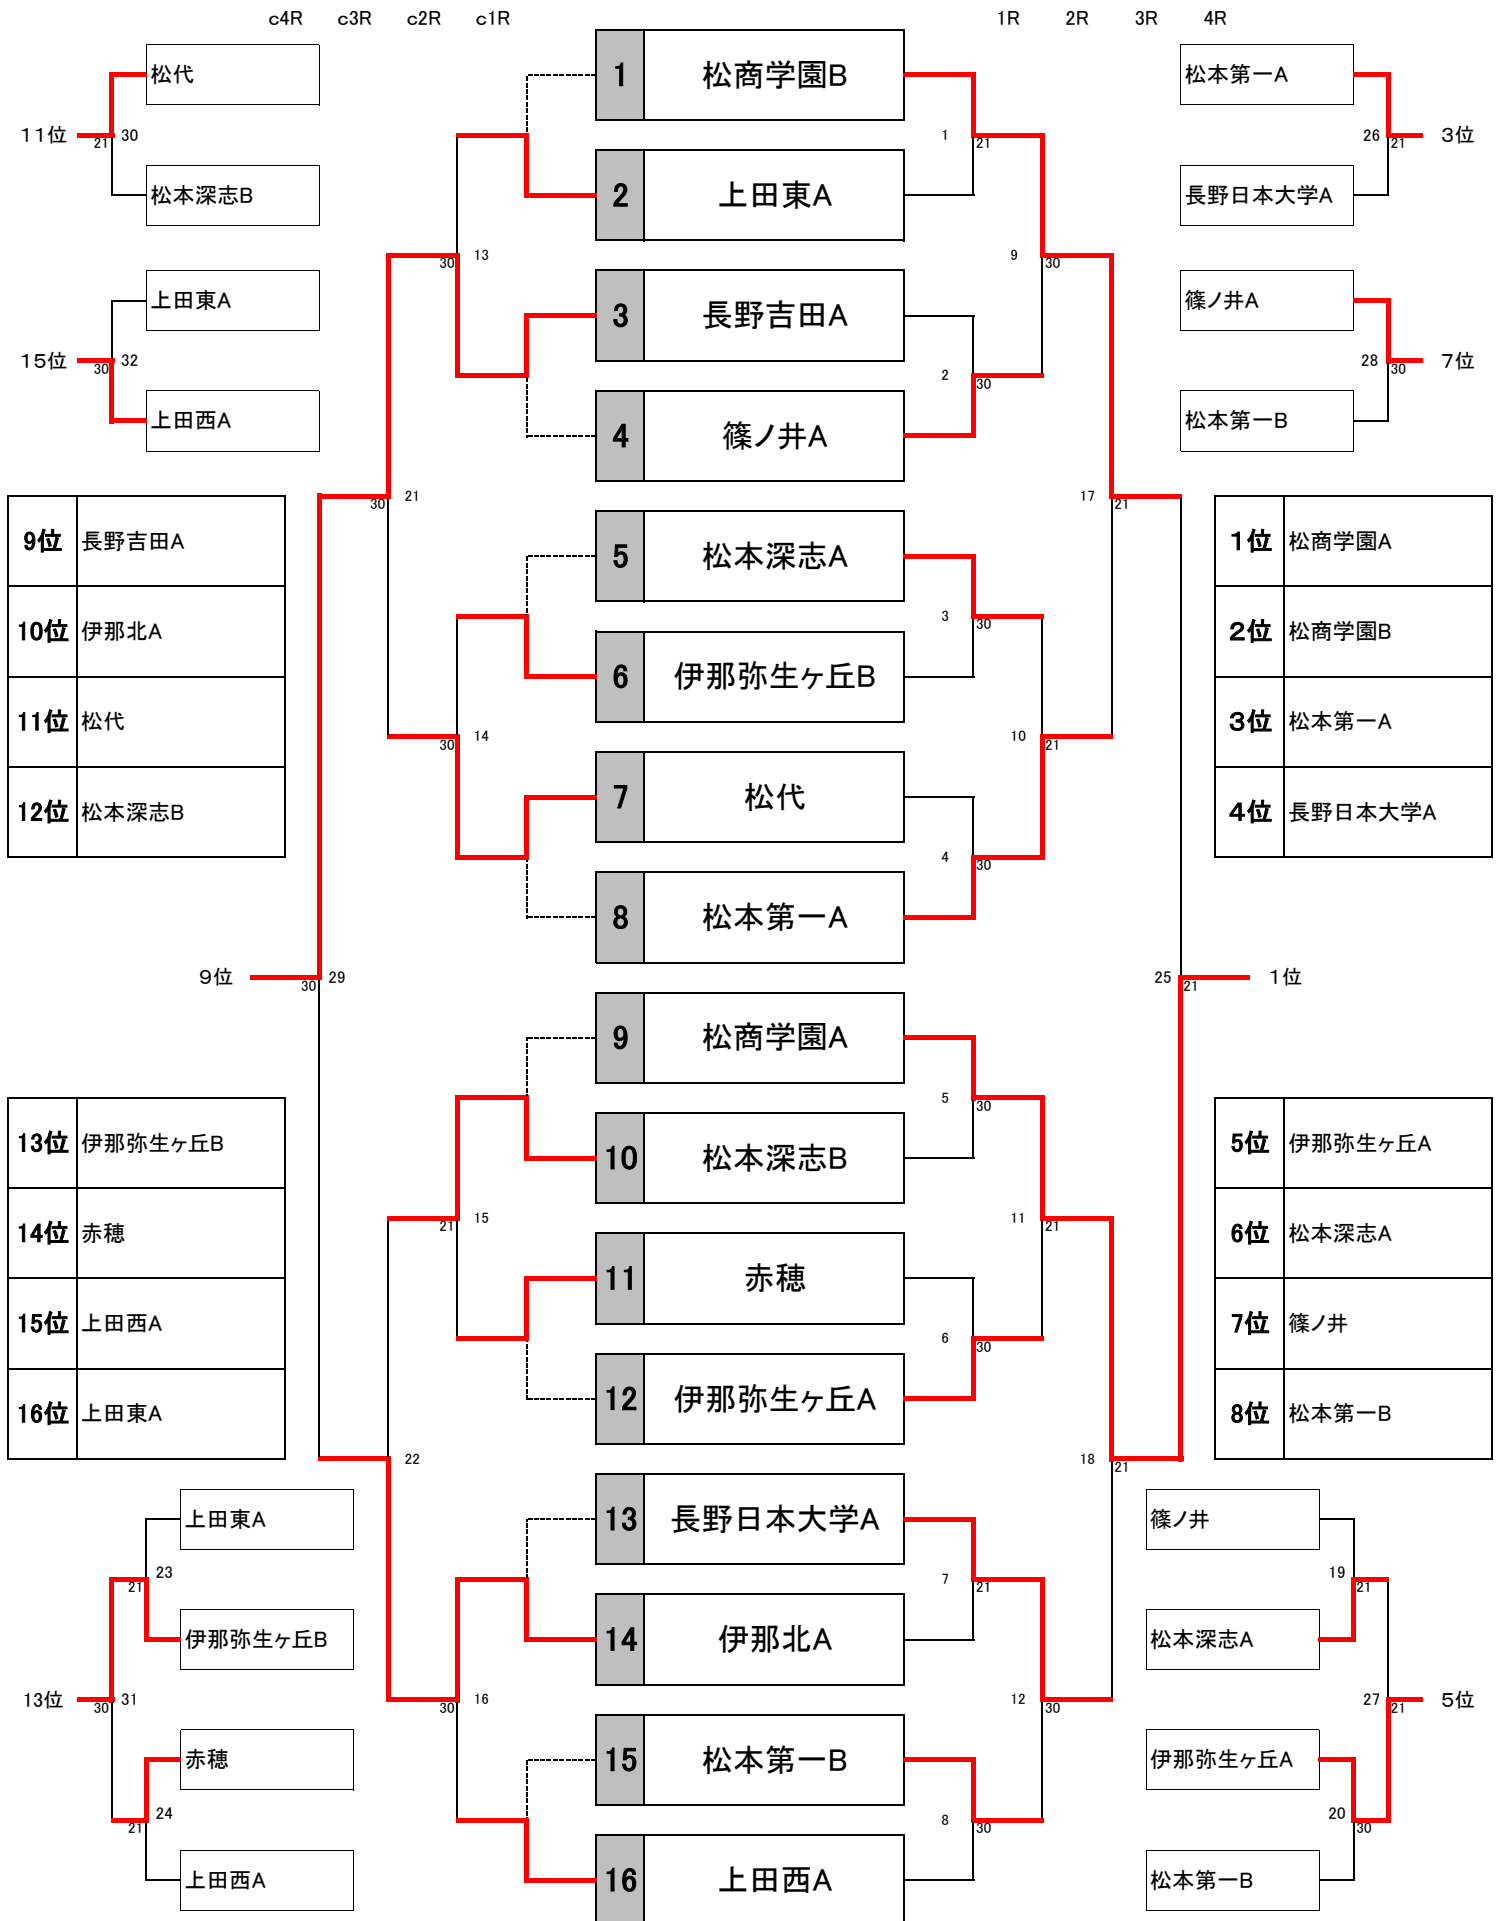 c4R c3R c2R c1R 1R 2R 3R 4R
松代
11位 21 30
松本深志B
上田東A
15位 30 32
上田西A
9位 長野吉田A
10位 伊那北A
11位 松代
12位 松本深志B
9位 30 29
13位 伊那弥生ヶ丘B
14位 赤穂
15位 上田西A
16位 上田東A
上田東A
21 23
伊那弥生ヶ丘B
13位 30 31
赤穂
21 24
上田西A
30 13
30 21
30 14
21 15
22
30 16
1 松商学園B
2 上田東A
3 長野吉田A
4 篠ノ井A
5 松本深志A
6 伊那弥生ヶ丘B
7 松代
8 松本第一A
9 松商学園A
10 松本深志B
11 赤穂
12 伊那弥生ヶ丘A
13 長野日本大学A
14 伊那北A
15 松本第一B
16 上田西A
1 21
9 30
2 30
17 21
3 30
10 21
4 30
25 21 1位
5 30
11 21
6 30
18 21
7 21
12 30
8 30
松本第一A
26 21 3位
長野日本大学A
篠ノ井A
28 30 7位
松本第一B
1位 松商学園A
2位 松商学園B
3位 松本第一A
4位 長野日本大学A
5位 伊那弥生ヶ丘A
6位 松本深志A
7位 篠ノ井
8位 松本第一B
篠ノ井
19 21
松本深志A
27 21 5位
伊那弥生ヶ丘A
20 30
松本第一B